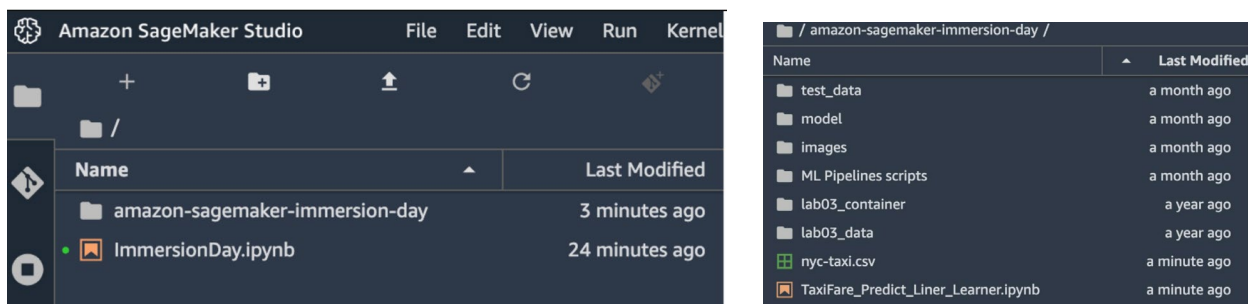 Amazon SageMaker Studio File Edit View Run Kernel
/
Name Last Modified
amazon-sagemaker-immersion-day 3 minutes ago
ImmersionDay.ipynb 24 minutes ago
/ amazon-sagemaker-immersion-day /
Name Last Modified
test_data a month ago
model a month ago
images a month ago
ML Pipelines scripts a month ago
lab03_container a year ago
lab03_data a year ago
nyc-taxi.csv a minute ago
TaxiFare_Predict_Liner_Learner.ipynb a minute ago